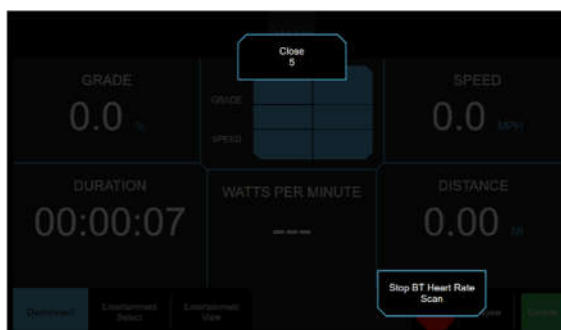 Close
5
GRADE
0.0 %
GRADE
SPEED
SPEED
0.0 MPH
DURATION
00:00:07
WATTS PER MINUTE
---
DISTANCE
0.00 MI
Stop BT Heart Rate
Scan
Dashboard
Entertainment
Select
Entertainment
View